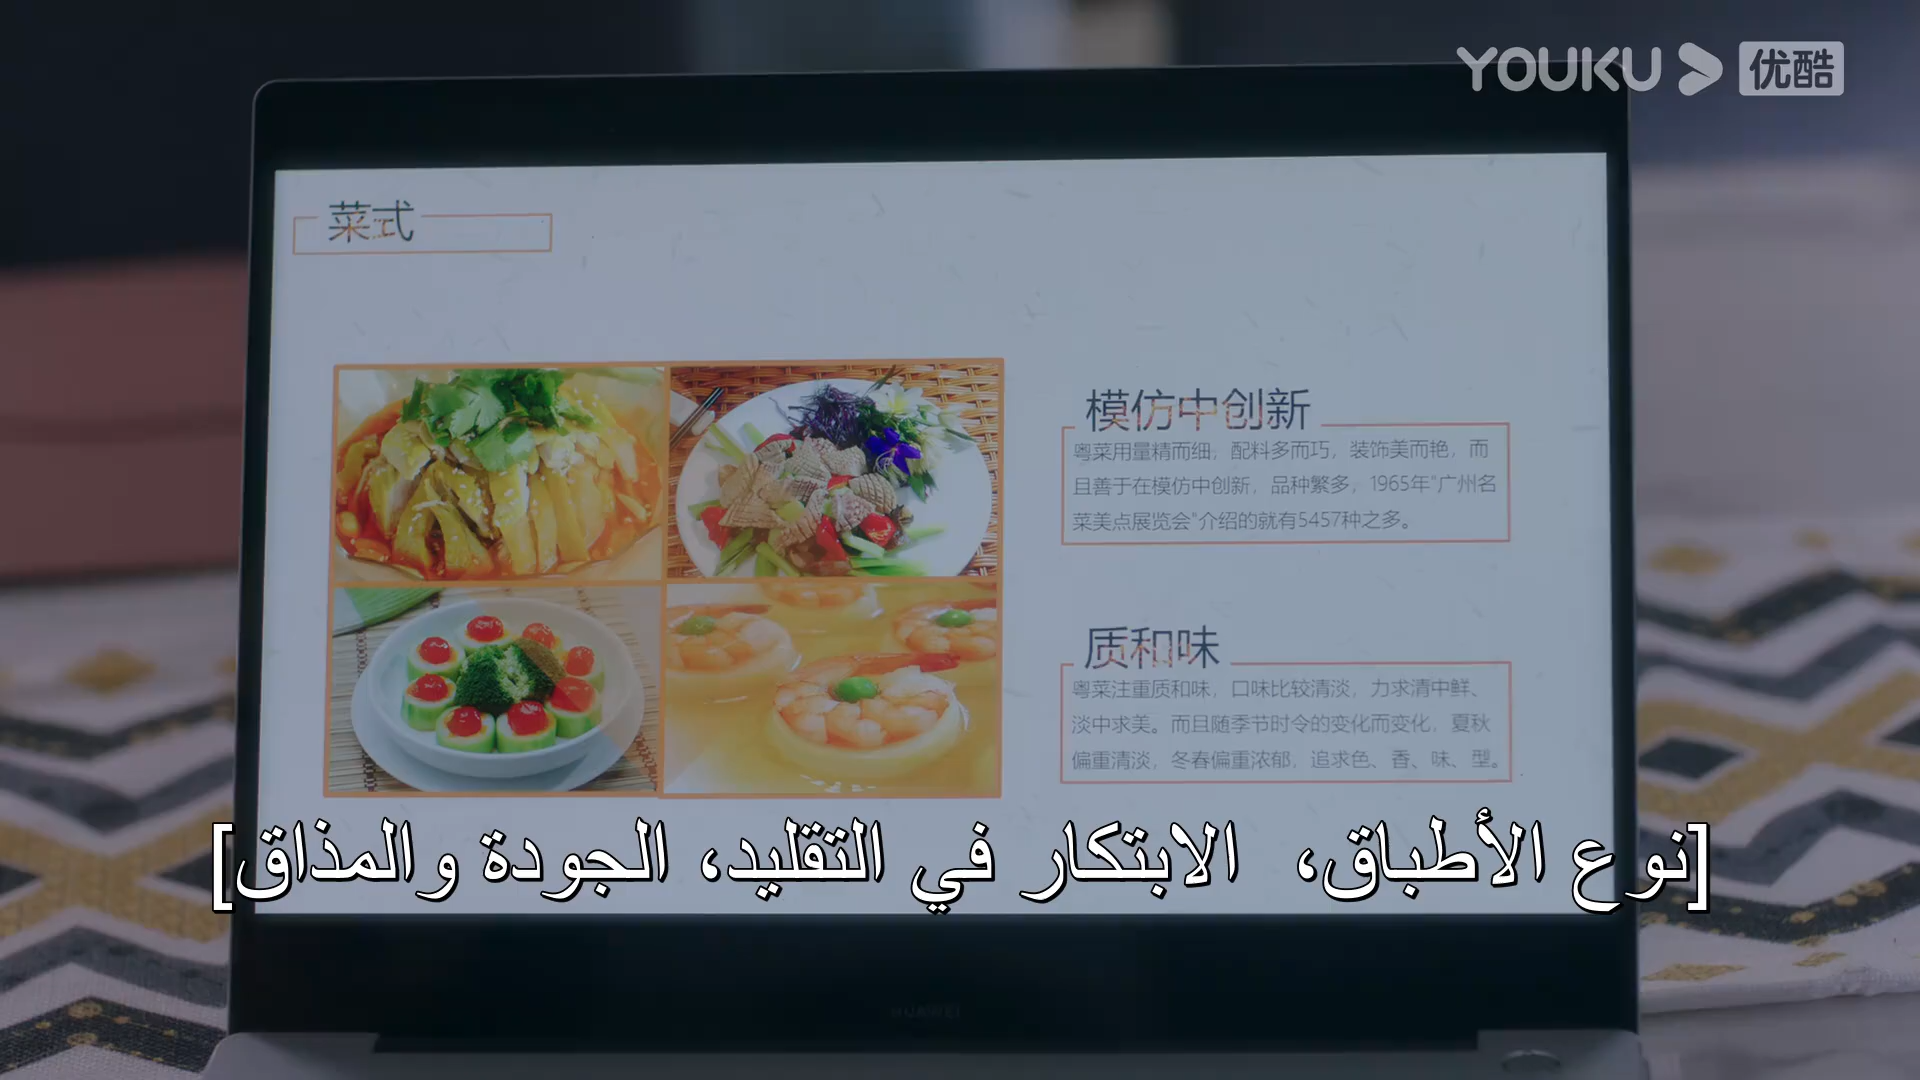 YOUKU 优酷
菜式
模仿中创新
粤菜用量精而细，配料多而巧，装饰美而艳，而
且善于在模仿中创新，品种繁多，1965年"广州名
菜美点展览会"介绍的就有5457种之多。
质和味
粤菜注重质和味，口味比较清淡，力求清中鲜、
淡中求美。而且随季节时令的变化而变化，夏秋
偏重清淡，冬春偏重浓郁，追求色、香、味、型。
[نوع الأطباق، الابتكار في التقليد، الجودة والمذاق]
HUAWEI